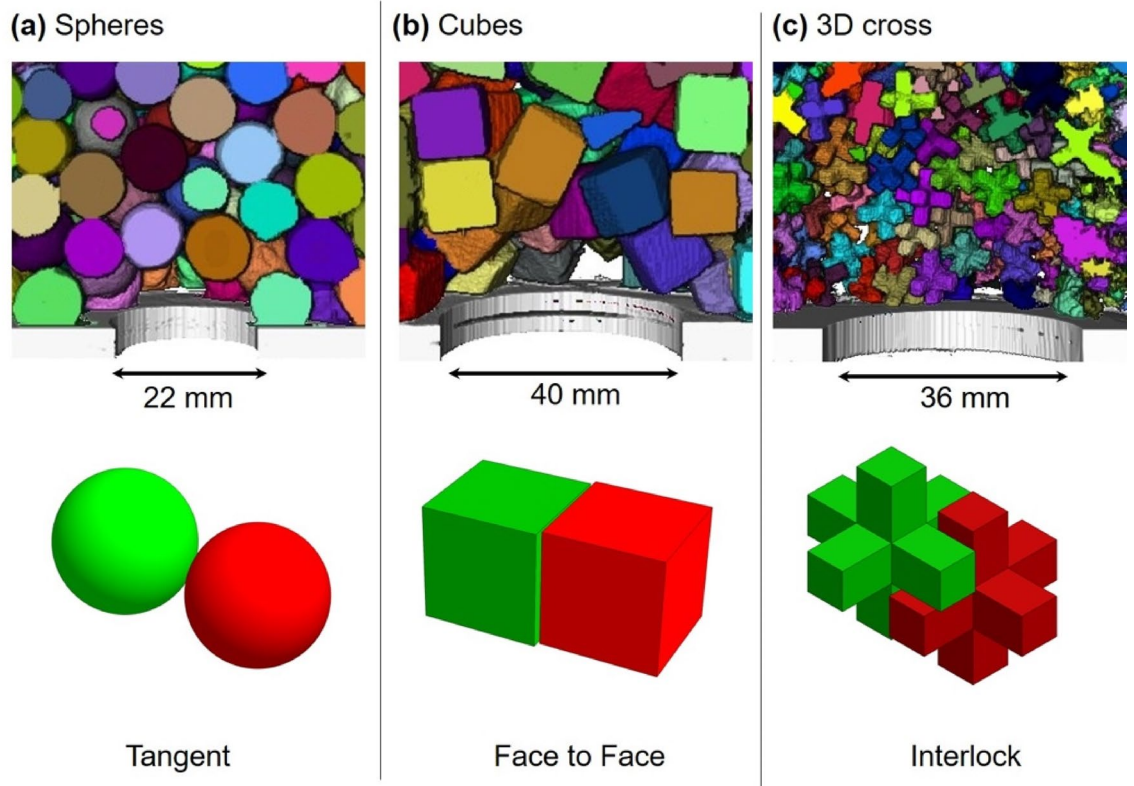 (a) Spheres
(b) Cubes
(c) 3D cross
22 mm
40 mm
36 mm
Tangent
Face to Face
Interlock